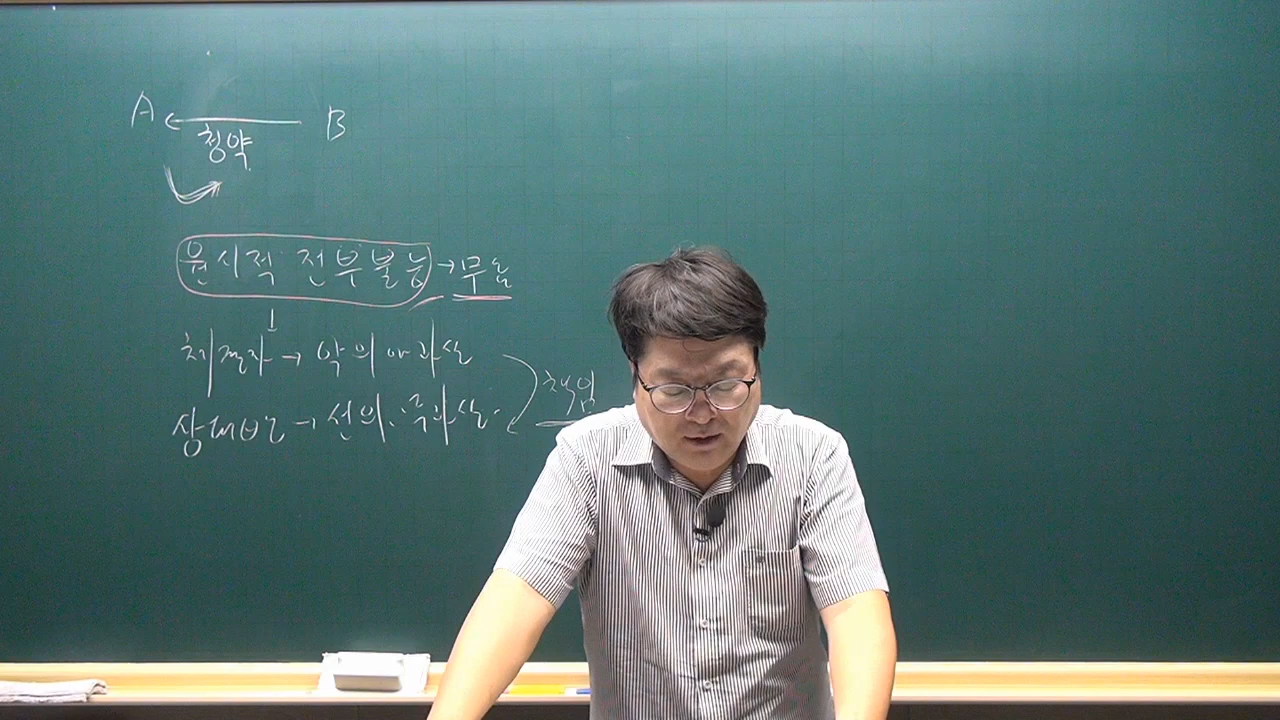 A ← B
청약
원시적 전부불능 → 무효
↓
체결자 → 악의 or 과실
상대방 → 선의·무과실
책임